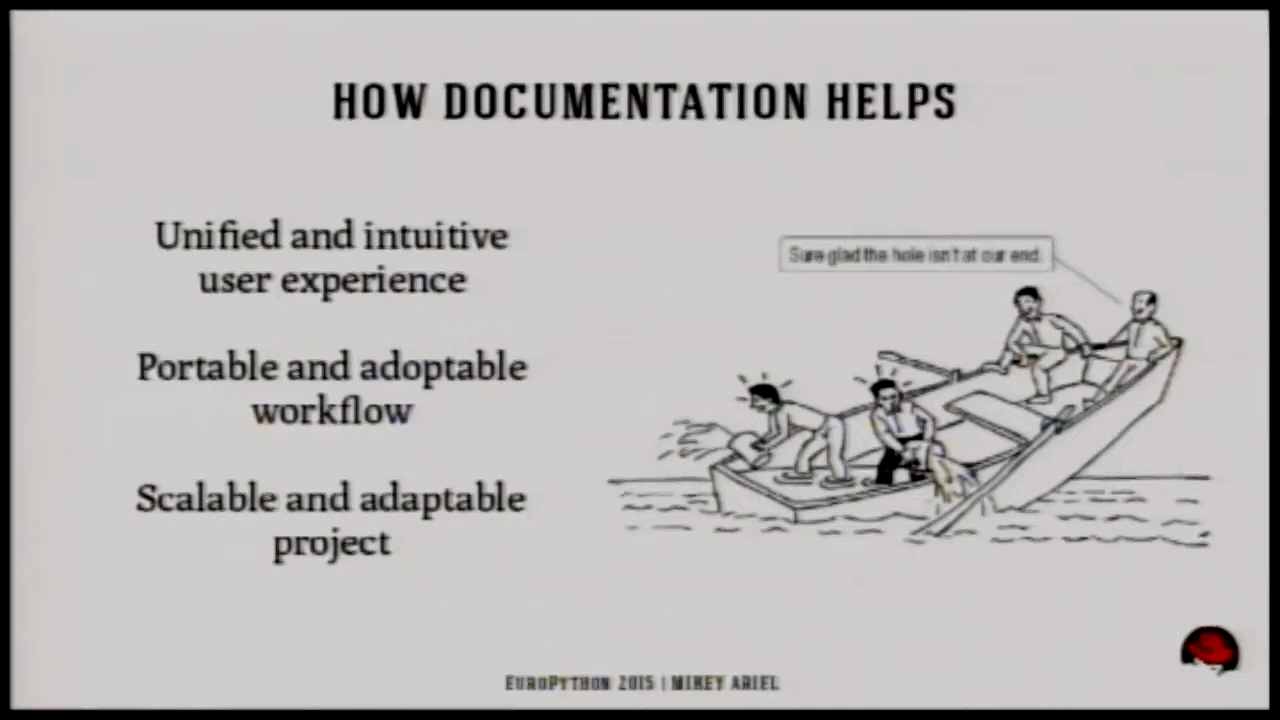 HOW DOCUMENTATION HELPS
Unified and intuitive
user experience
Portable and adoptable
workflow
Scalable and adaptable
project
Sure glad the hole isn't at our end.
EUROPYTHON 2015 | MIKEY ARIEL